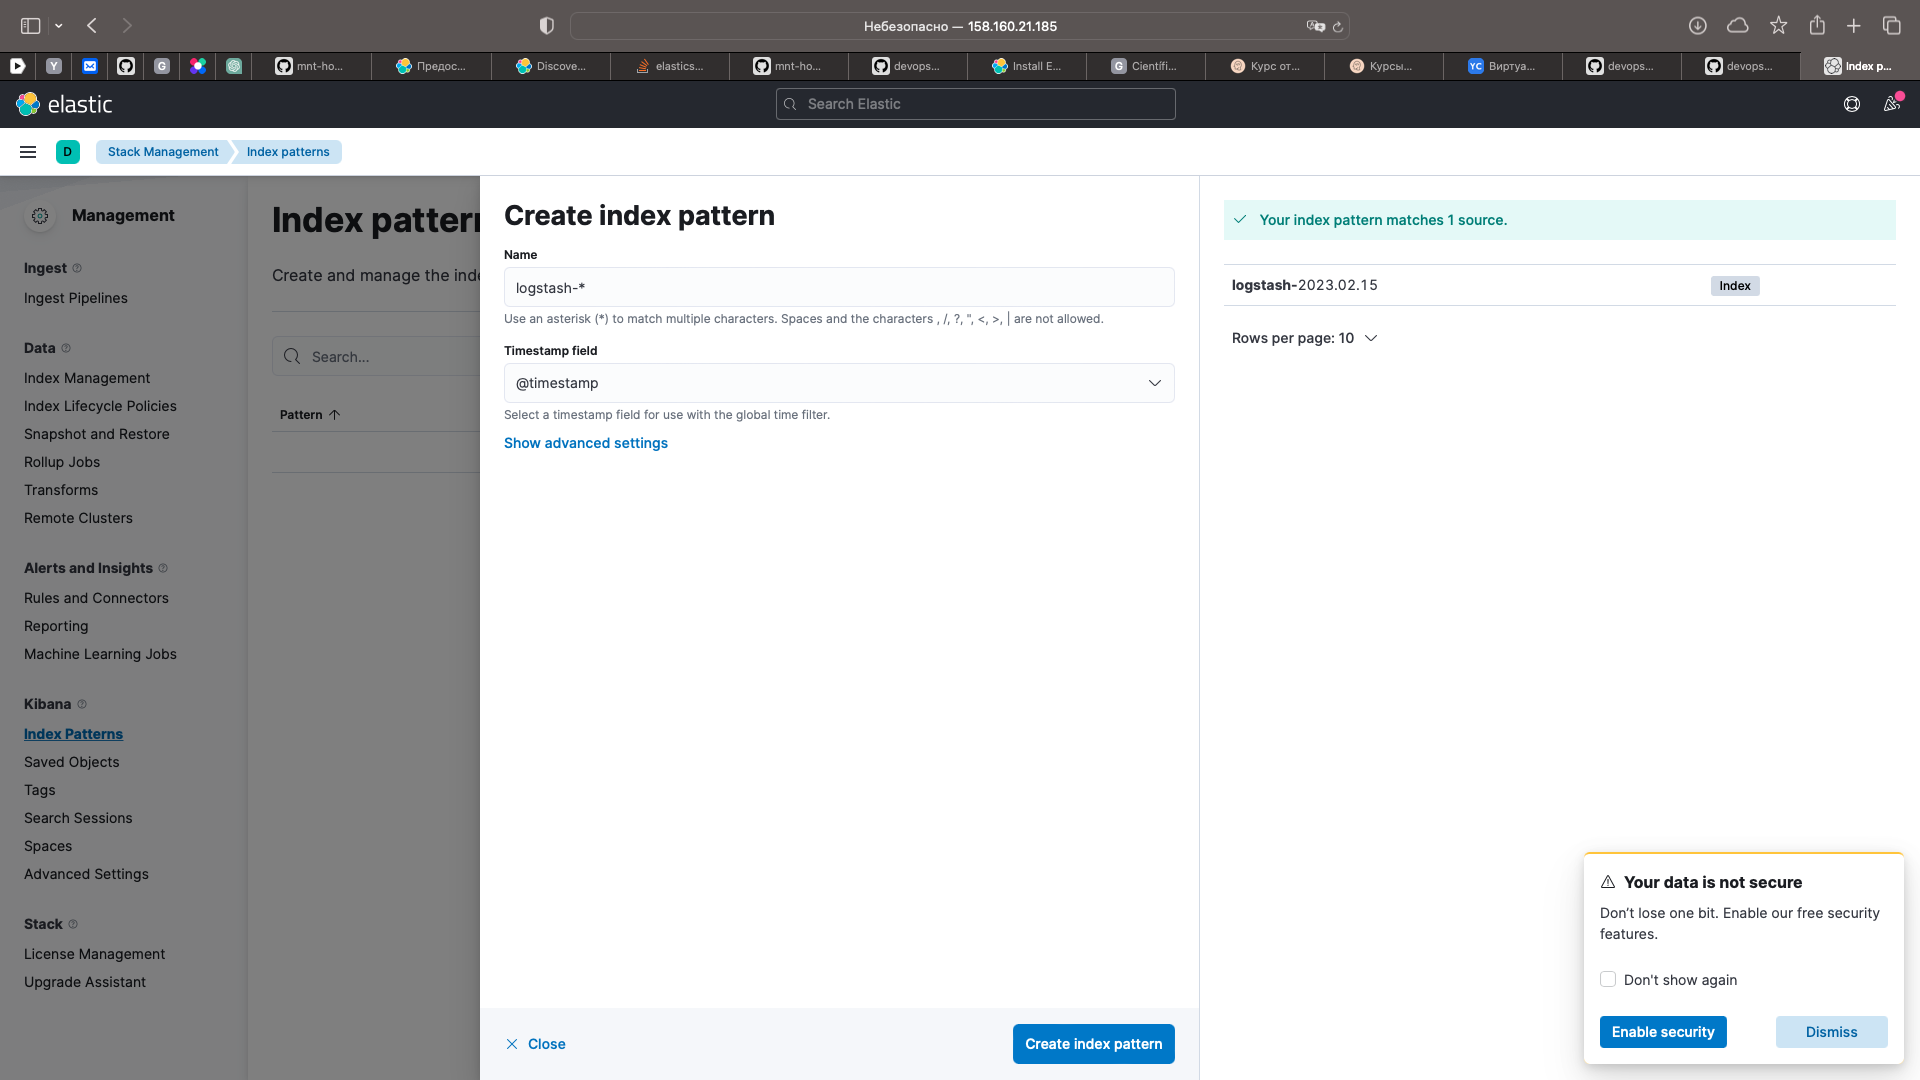 Небезопасно — 158.160.21.185
mnt-ho...
Предос...
Discove...
elastics...
mnt-ho...
devops...
Install E...
Científi...
Курс от...
Курсы...
YC Виртуа...
devops...
devops...
Index p...
elastic
Search Elastic
D
Stack Management
Index patterns
Management
Ingest
Ingest Pipelines
Data
Index Management
Index Lifecycle Policies
Snapshot and Restore
Rollup Jobs
Transforms
Remote Clusters
Alerts and Insights
Rules and Connectors
Reporting
Machine Learning Jobs
Kibana
Index Patterns
Saved Objects
Tags
Search Sessions
Spaces
Advanced Settings
Stack
License Management
Upgrade Assistant
Index patter
Create and manage the
Search...
Pattern
Create index pattern
Name
logstash-*
Use an asterisk (*) to match multiple characters. Spaces and the characters , /, ?, ", <, >, | are not allowed.
Timestamp field
@timestamp
Select a timestamp field for use with the global time filter.
Show advanced settings
Close
Create index pattern
Your index pattern matches 1 source.
logstash-2023.02.15
Index
Rows per page: 10
Your data is not secure
Don’t lose one bit. Enable our free security
features.
Don't show again
Enable security
Dismiss